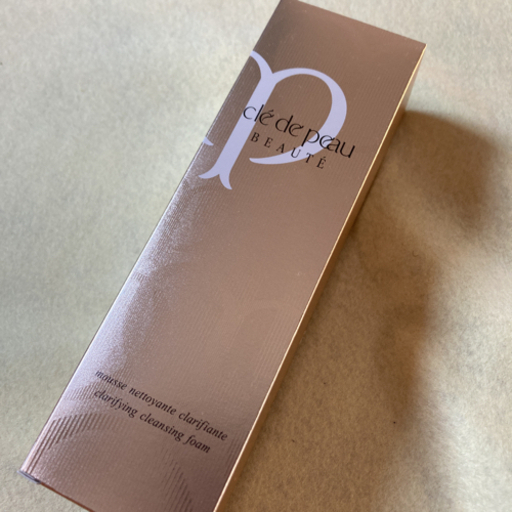 clé de peau
BEAUTÉ
mousse nettoyante clarifiante
clarifying cleansing foam